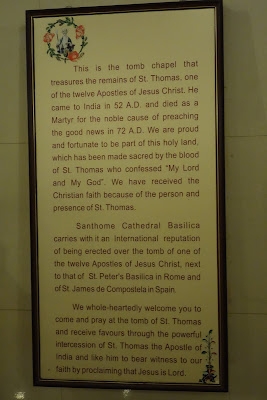 This is the tomb chapel that
treasures the remains of St. Thomas, one
of the twelve Apostles of Jesus Christ. He
came to India in 52 A.D. and died as a
Martyr for the noble cause of preaching
the good news in 72 A.D. We are proud
and fortunate to be part of this holy land,
which has been made sacred by the blood
of St. Thomas who confessed "My Lord
and My God". We have received the
Christian faith because of the person and
presence of St. Thomas.
Santhome Cathedral Basilica
carries with it an international reputation
of being erected over the tomb of one of
the twelve Apostles of Jesus Christ, next
to that of St. Peter's Basilica in Rome and
of St James de Compostela in Spain.
We whole-heartedly welcome you to
come and pray at the tomb of St. Thomas
and receive favours through the powerful
intercession of St. Thomas the Apostle of
India and like him to bear witness to our
faith by proclaiming that Jesus is Lord.